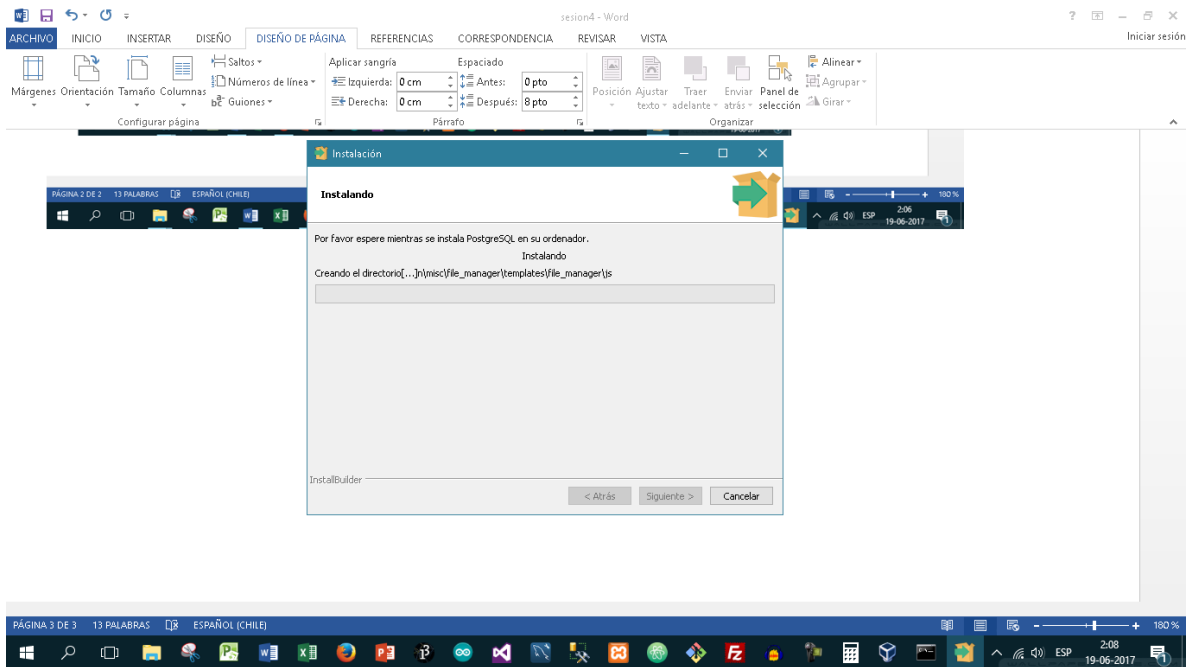 sesion4 - Word
ARCHIVO INICIO INSERTAR DISEÑO DISEÑO DE PÁGINA REFERENCIAS CORRESPONDENCIA REVISAR VISTA Iniciar sesión
Márgenes Orientación Tamaño Columnas
Saltos
Números de línea
Guiones
Configurar página
Aplicar sangría Espaciado
Izquierda: 0 cm Antes: 0 pto
Derecha: 0 cm Después: 8 pto
Párrafo
Posición Ajustar texto Traer adelante Enviar atrás Panel de selección
Alinear
Agrupar
Girar
Organizar
Instalación
Instalando
Por favor espere mientras se instala PostgreSQL en su ordenador.
Instalando
Creando el directorio[...]n\misc\file_manager\templates\file_manager\js
InstallBuilder
< Atrás Siguiente > Cancelar
PÁGINA 2 DE 2 13 PALABRAS ESPAÑOL (CHILE) 100 %
ESP 2:06
19-06-2017
PÁGINA 3 DE 3 13 PALABRAS ESPAÑOL (CHILE) 180 %
ESP 2:08
19-06-2017